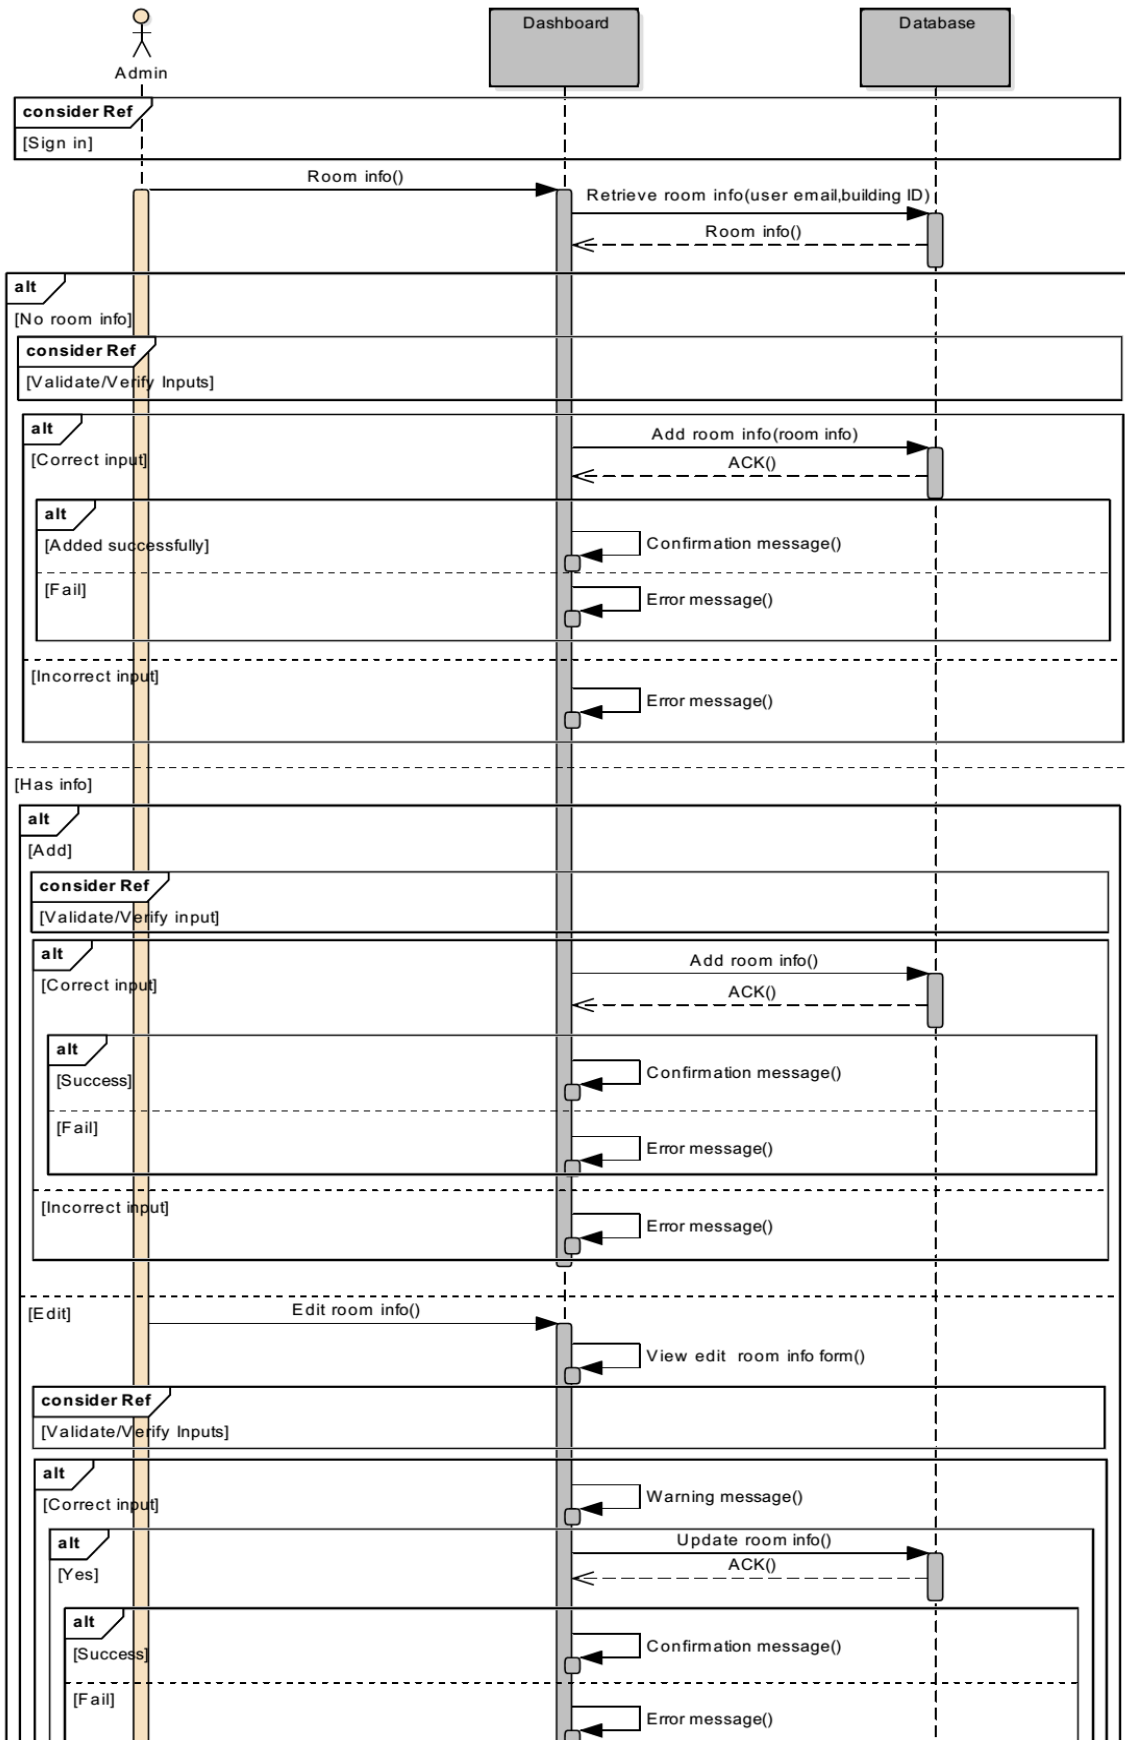 Dashboard
Database
Admin
consider Ref
[Sign in]
Room info()
Retrieve room info(user email,building ID)
Room info()
alt
[No room info]
consider Ref
[Validate/Verify Inputs]
alt
Add room info(room info)
[Correct input]
ACK()
alt
[Added successfully]
Confirmation message()
[Fail]
Error message()
[Incorrect input]
Error message()
[Has info]
alt
[Add]
consider Ref
[Validate/Verify input]
alt
Add room info()
[Correct input]
ACK()
alt
[Success]
Confirmation message()
[Fail]
Error message()
[Incorrect input]
Error message()
[Edit]
Edit room info()
View edit room info form()
consider Ref
[Validate/Verify Inputs]
alt
[Correct input]
Warning message()
alt
Update room info()
[Yes]
ACK()
alt
[Success]
Confirmation message()
[Fail]
Error message()